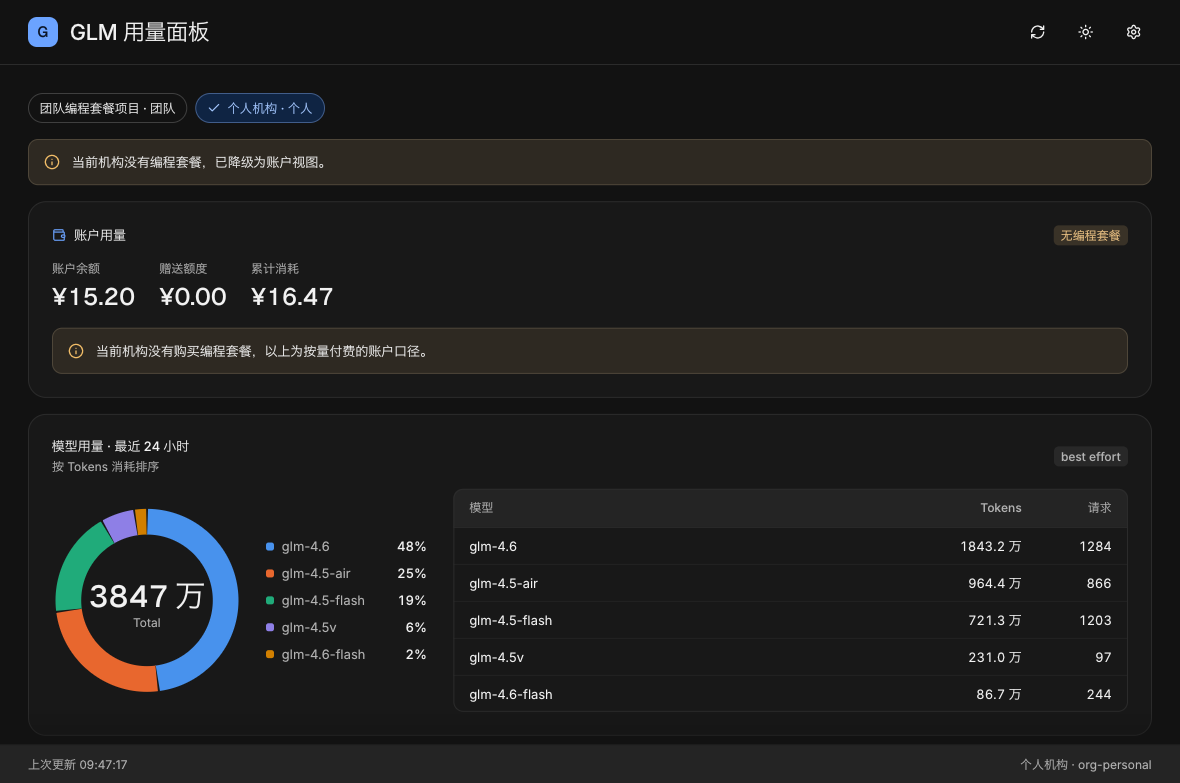 G GLM 用量面板
团队编程套餐项目 · 团队 个人机构 · 个人
当前机构没有编程套餐，已降级为账户视图。
账户用量 无编程套餐
账户余额 赠送额度 累计消耗
¥15.20 ¥0.00 ¥16.47
当前机构没有购买编程套餐，以上为按量付费的账户口径。
模型用量 · 最近 24 小时
按 Tokens 消耗排序
best effort
3847 万
Total
glm-4.6 48%
glm-4.5-air 25%
glm-4.5-flash 19%
glm-4.5v 6%
glm-4.6-flash 2%
模型 Tokens 请求
glm-4.6 1843.2 万 1284
glm-4.5-air 964.4 万 866
glm-4.5-flash 721.3 万 1203
glm-4.5v 231.0 万 97
glm-4.6-flash 86.7 万 244
上次更新 09:47:17 个人机构 · org-personal